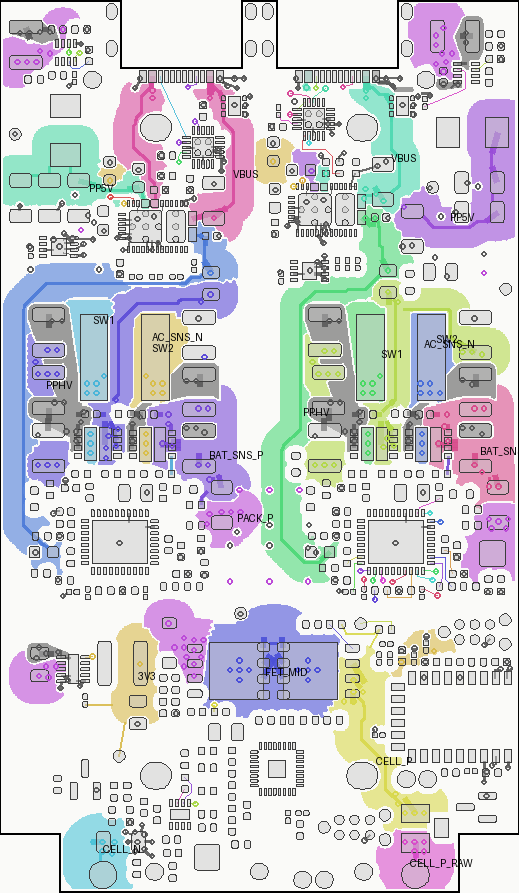 VBUS
VBUS
PP5V
PP5V
SW1
AC_SNS_N
SW2
SW2
AC_SNS_N
SW1
PPHV
PPHV
BAT_SNS_P
BAT_SN
PACK_P
FET_MID
3V3
CELL_P
CELL_N
CELL_P_RAW